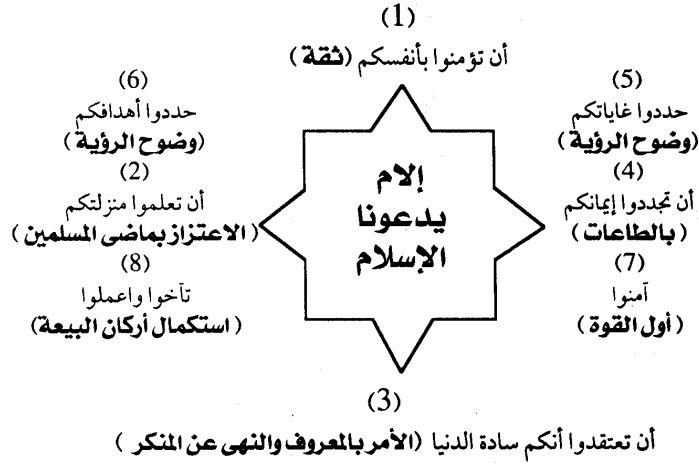 (1)
أن تؤمنوا بأنفسكم (ثقة)
(5)
حددوا غاياتكم
(وضوح الرؤية)
(6)
حددوا أهدافكم
(وضوح الرؤية)
(4)
أن تجددوا إيمانكم
(بالطاعات)
إلام
يدعونا
الإسلام
(2)
أن تعلموا منزلتكم
(الاعتزاز بماضى المسلمين)
(7)
آمنوا
(أول القوة)
(8)
تآخوا واعملوا
(استكمال أركان البيعة)
(3)
أن تعتقدوا أنكم سادة الدنيا (الأمر بالمعروف والنهى عن المنكر)